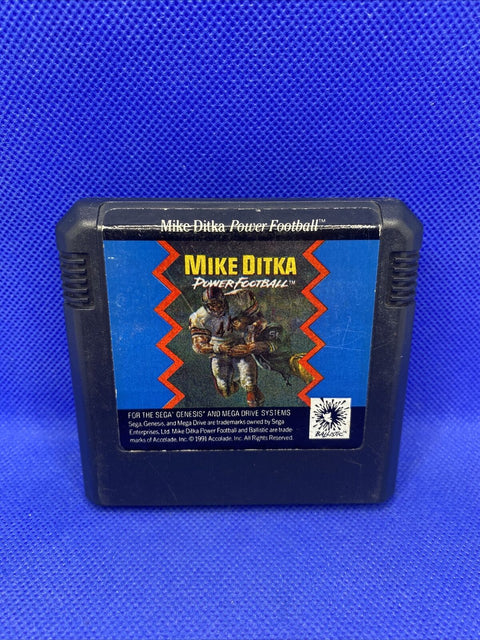 Mike Ditka Power Football™
MIKE DITKA
POWER FOOTBALL™
FOR THE SEGA® GENESIS® AND MEGA DRIVE SYSTEMS
Sega, Genesis, and Mega Drive are trademarks owned by Sega
Enterprises, Ltd. Mike Ditka Power Football and Ballistic are trade-
marks of Accolade, Inc. © 1991 Accolade, Inc. All Rights Reserved.
BALLISTIC™